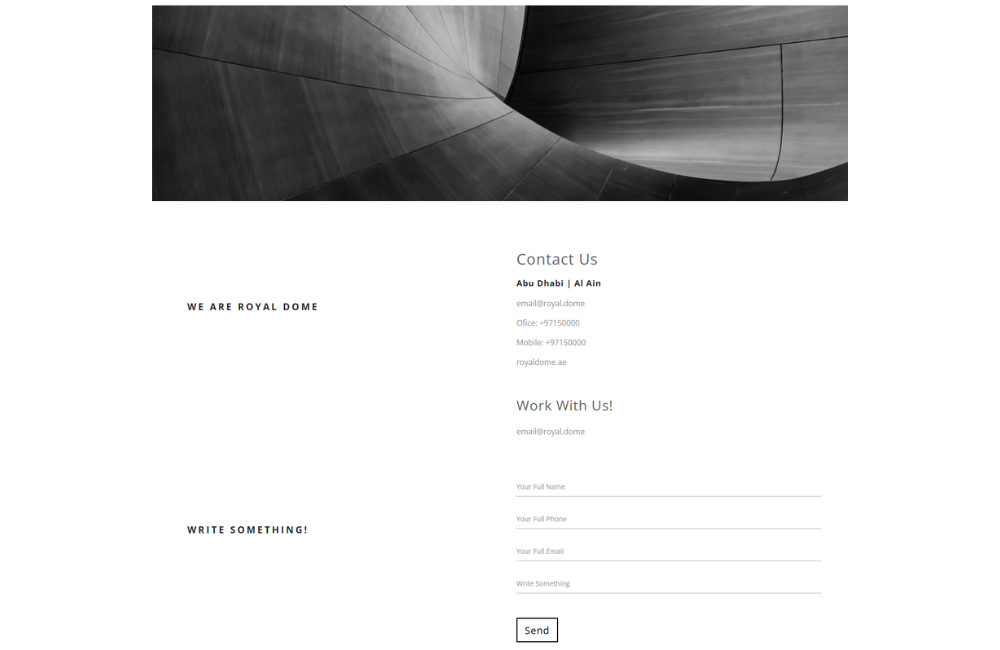 WE ARE ROYAL DOME
Contact Us
Abu Dhabi | Al Ain
email@royal.dome
Ofice: +97150000
Mobile: +97150000
royaldome.ae
Work With Us!
email@royal.dome
WRITE SOMETHING!
Your Full Name
Your Full Phone
Your Full Email
Write Something
Send